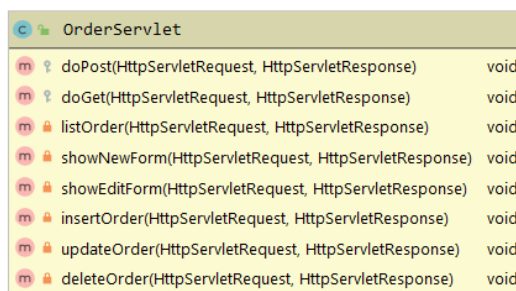 C OrderServlet
m doPost(HttpServletRequest, HttpServletResponse) void
m doGet(HttpServletRequest, HttpServletResponse) void
m listOrder(HttpServletRequest, HttpServletResponse) void
m showNewForm(HttpServletRequest, HttpServletResponse) void
m showEditForm(HttpServletRequest, HttpServletResponse) void
m insertOrder(HttpServletRequest, HttpServletResponse) void
m updateOrder(HttpServletRequest, HttpServletResponse) void
m deleteOrder(HttpServletRequest, HttpServletResponse) void